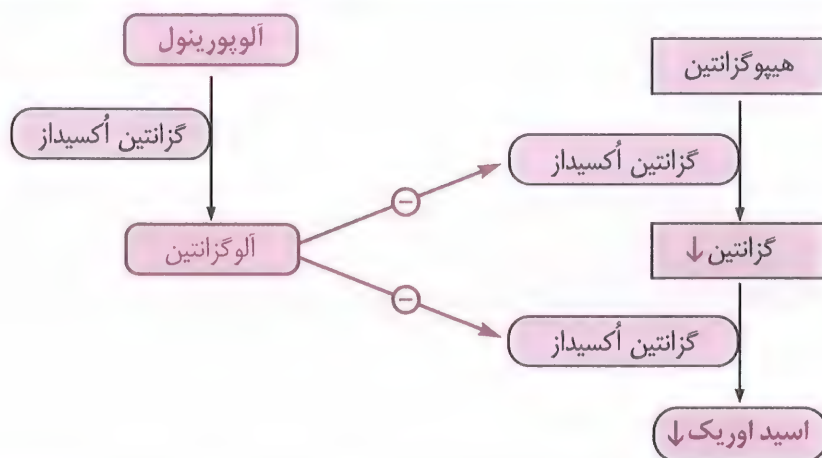 آلوپورینول
هیپوگزانتین
گزانتین اُکسیداز
گزانتین اُکسیداز
آلوگزانتین
گزانتین↓
گزانتین اُکسیداز
اسید اوریک↓